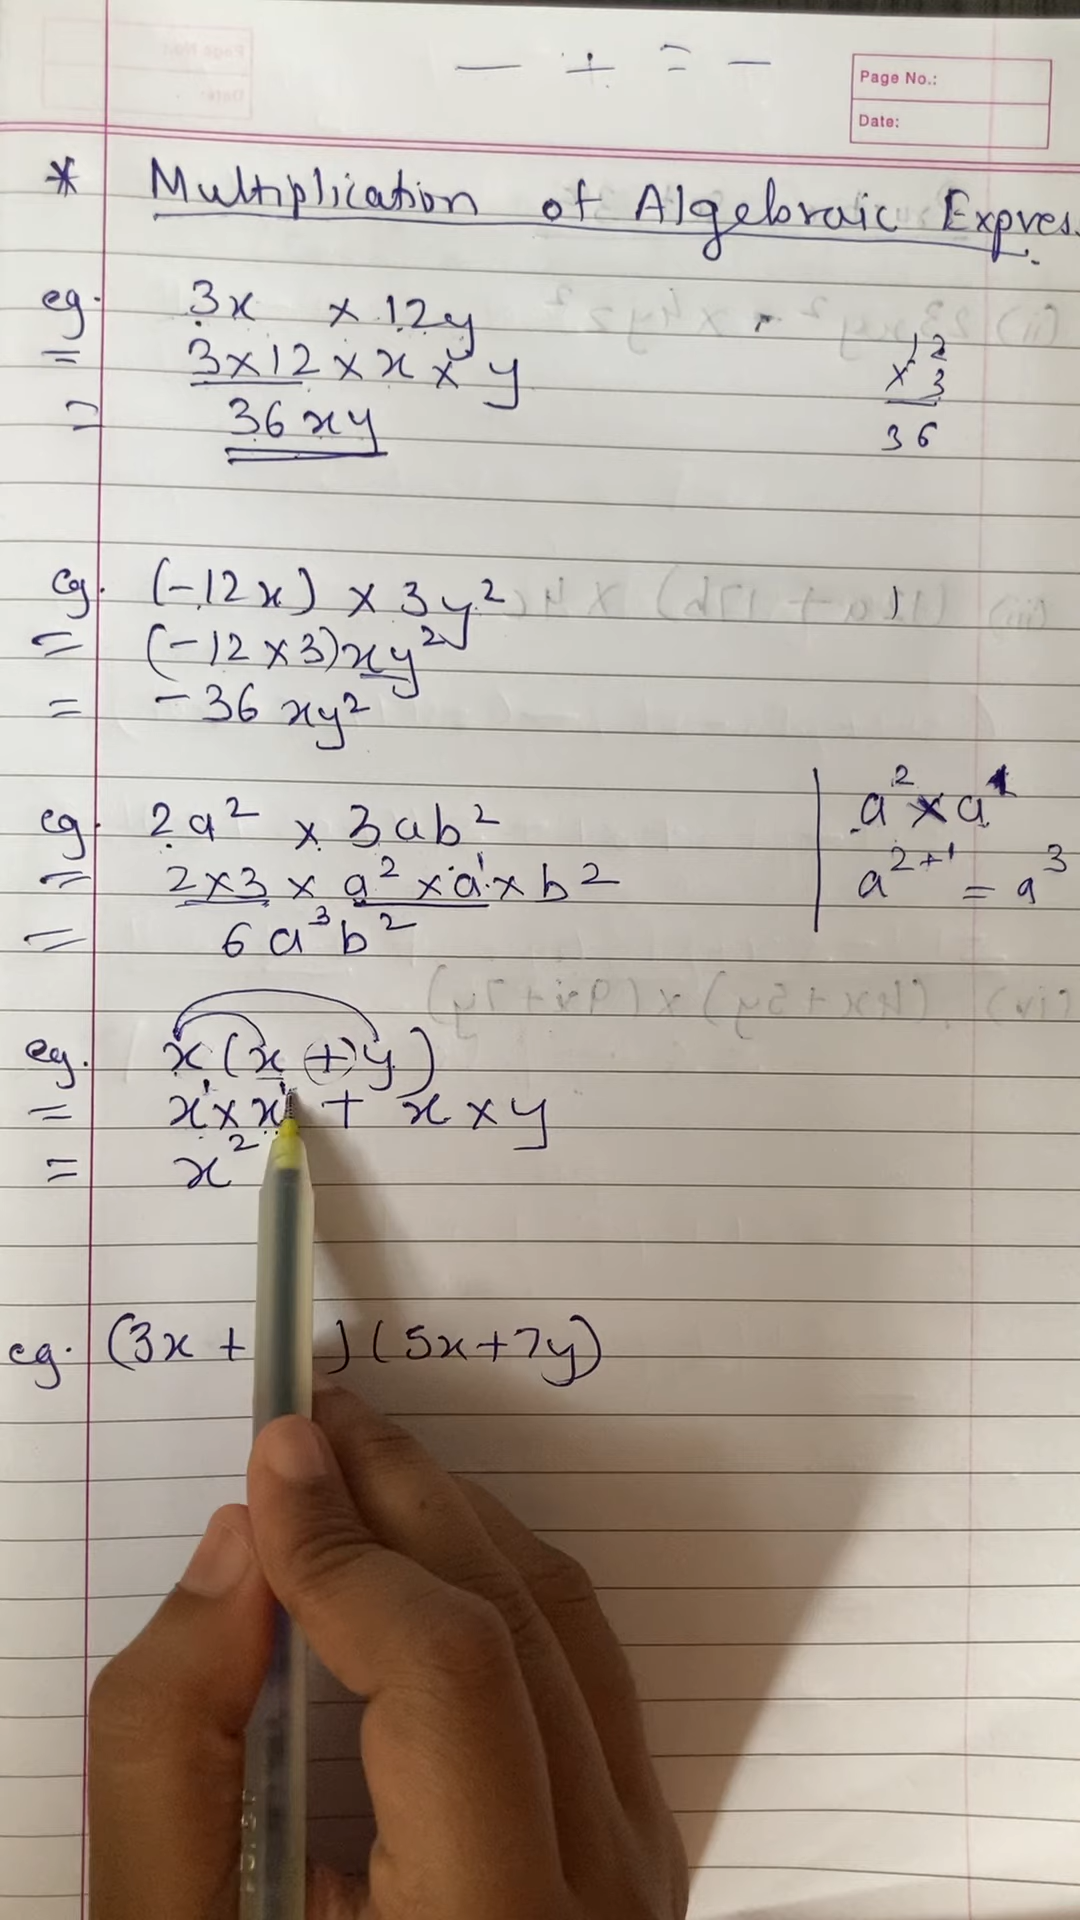 − + = −
Page No.:
Date:
* Multiplication of Algebraic Expres.
eg. 3x × 12y
= 3×12 × x × y
= 36xy
12
× 3
36
eg. (-12x) × 3y²
= (-12×3)xy²
= -36xy²
eg. 2a² × 3ab²
= 2×3 × a² × a¹ × b²
= 6a³b²
a² × a¹
a²⁺¹ = a³
eg. x(x+y)
= x¹×x¹ + x×y
= x²
eg. (3x + ) (5x+7y)